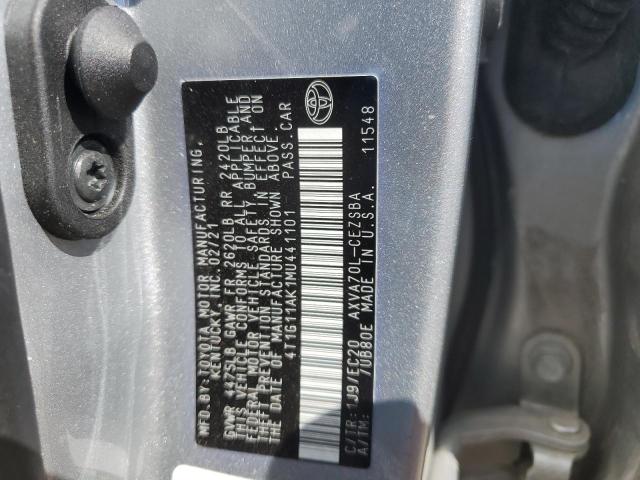 MFD.BY:TOYOTA MOTOR MANUFACTURING,
KENTUCKY, INC. 02/21
GVWR 4475LB GAWR FR 2620LB RR 2420LB
THIS VEHICLE CONFORMS TO ALL APPLICABLE
FEDERAL MOTOR VEHICLE SAFETY, BUMPER, AND
THEFT PREVENTION STANDARDS IN EFFECT ON
THE DATE OF MANUFACTURE SHOWN ABOVE.
4T1G11AK1MU441101 PASS. CAR
C/TR:1J9/EC20 AXVA70L-CEZSBA
A/TM: /UB80E MADE IN U.S.A. 11548